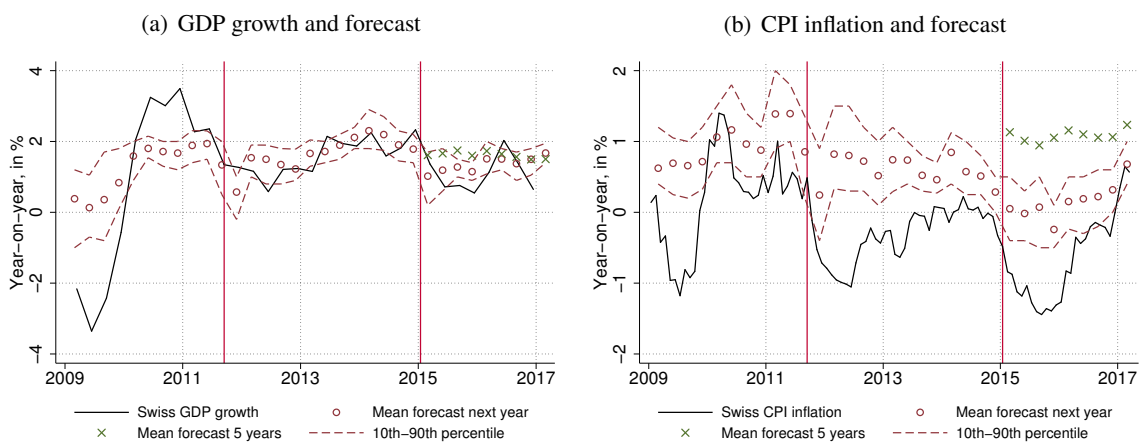 (a) GDP growth and forecast
Year−on−year, in %
4
2
0
−2
−4
2009 2011 2013 2015 2017
Swiss GDP growth Mean forecast next year
Mean forecast 5 years 10th−90th percentile
(b) CPI inflation and forecast
Year−on−year, in %
2
1
0
−1
−2
2009 2011 2013 2015 2017
Swiss CPI inflation Mean forecast next year
Mean forecast 5 years 10th−90th percentile